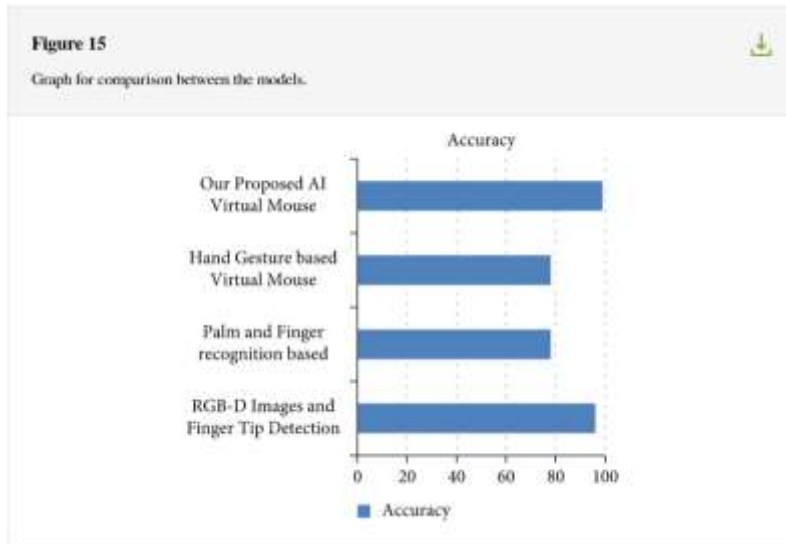 Figure 15
Graph for comparison between the models.
Accuracy
Our Proposed AI
Virtual Mouse
Hand Gesture based
Virtual Mouse
Palm and Finger
recognition based
RGB-D Images and
Finger Tip Detection
0 20 40 60 80 100
Accuracy